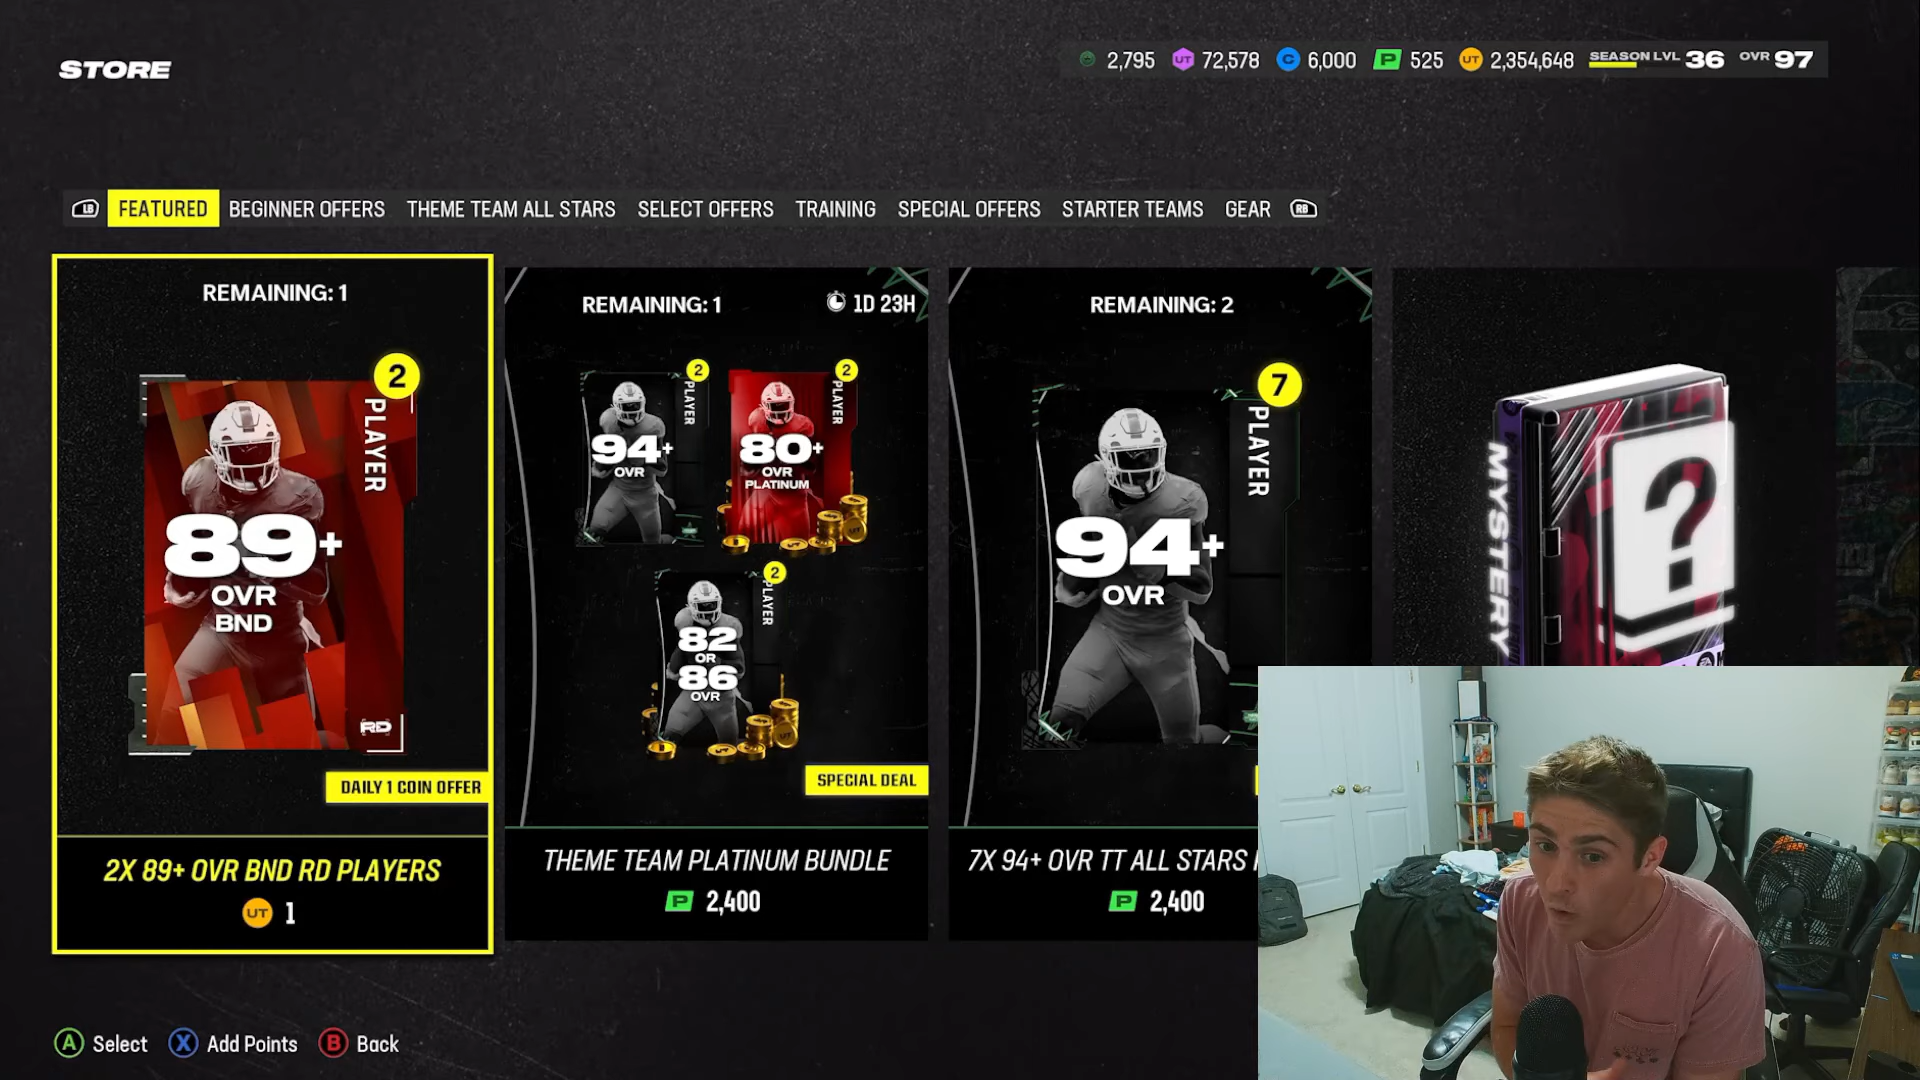 STORE
2,795 UT 72,578 C 6,000 P 525 UT 2,354,648 SEASON LVL 36 OVR 97
LB FEATURED BEGINNER OFFERS THEME TEAM ALL STARS SELECT OFFERS TRAINING SPECIAL OFFERS STARTER TEAMS GEAR RB
REMAINING: 1
2
PLAYER
89+
OVR
BND
RD
DAILY 1 COIN OFFER
2X 89+ OVR BND RD PLAYERS
UT 1
REMAINING: 1
1D 23H
2
PLAYER
94+
OVR
2
PLAYER
80+
OVR
PLATINUM
2
PLAYER
82
OR
86
OVR
SPECIAL DEAL
THEME TEAM PLATINUM BUNDLE
P 2,400
REMAINING: 2
7
PLAYER
94+
OVR
7X 94+ OVR TT ALL STARS
P 2,400
MYSTERY
?
A Select X Add Points B Back